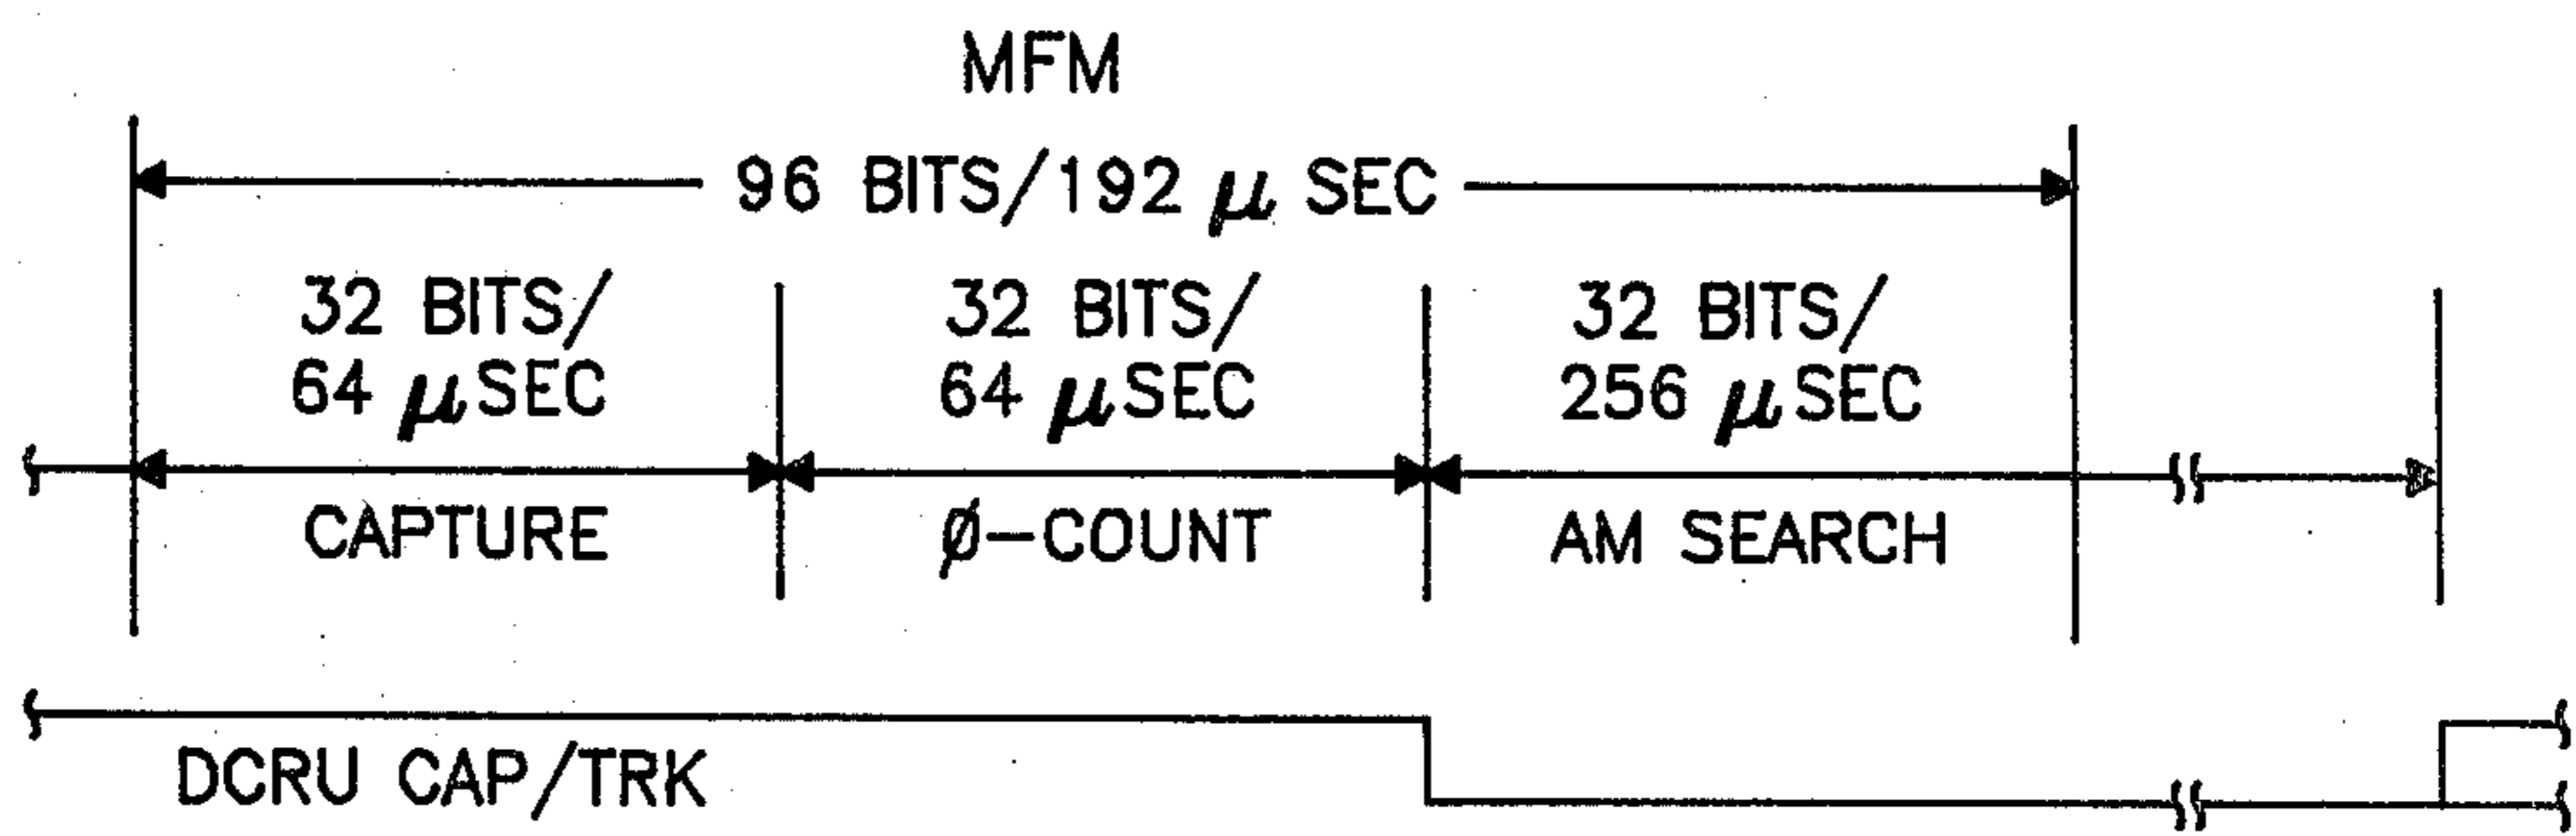 MFM
96 BITS/192 μ SEC
32 BITS/
64 μSEC
32 BITS/
64 μSEC
32 BITS/
256 μSEC
CAPTURE
Ø-COUNT
AM SEARCH
DCRU CAP/TRK